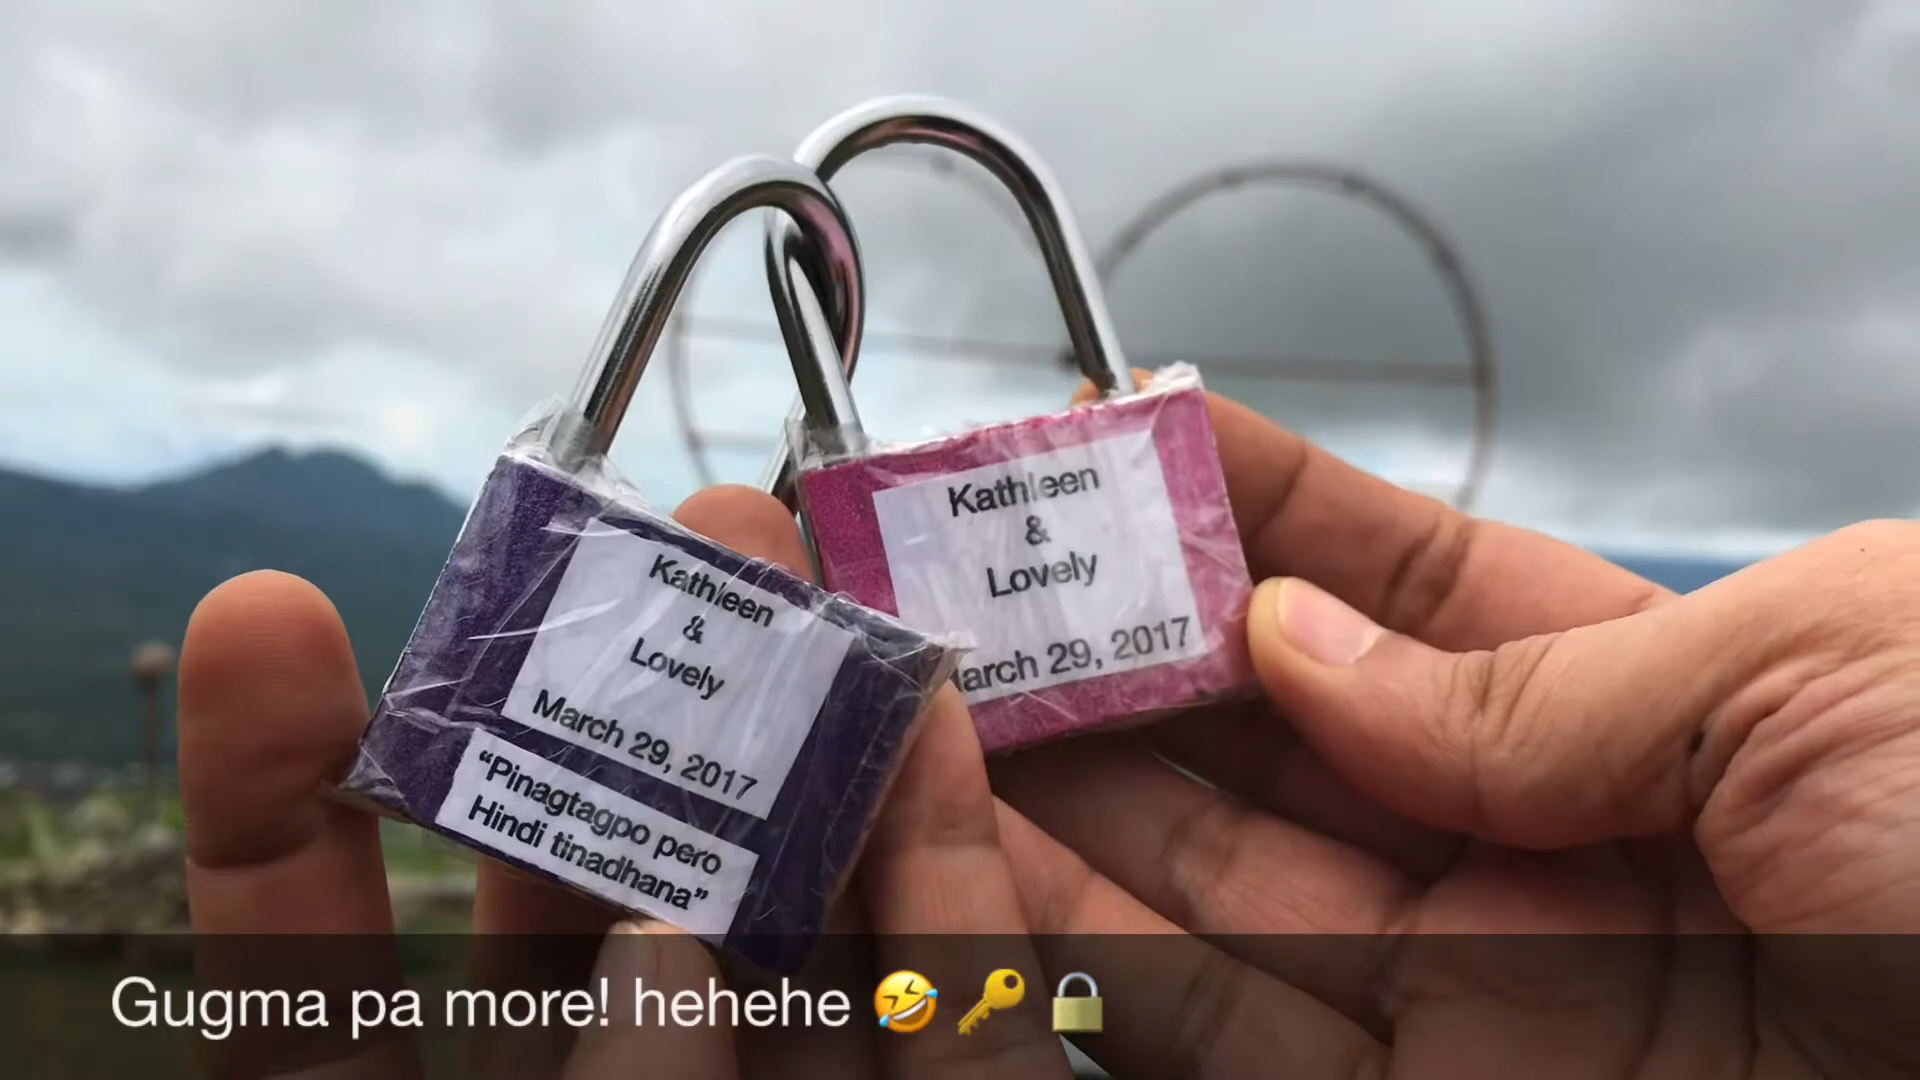 Kathleen
&
Lovely
March 29, 2017
“Pinagtagpo pero
Hindi tinadhana”
Kathleen
&
Lovely
arch 29, 2017
Gugma pa more! hehehe 🤣 🔑 🔒